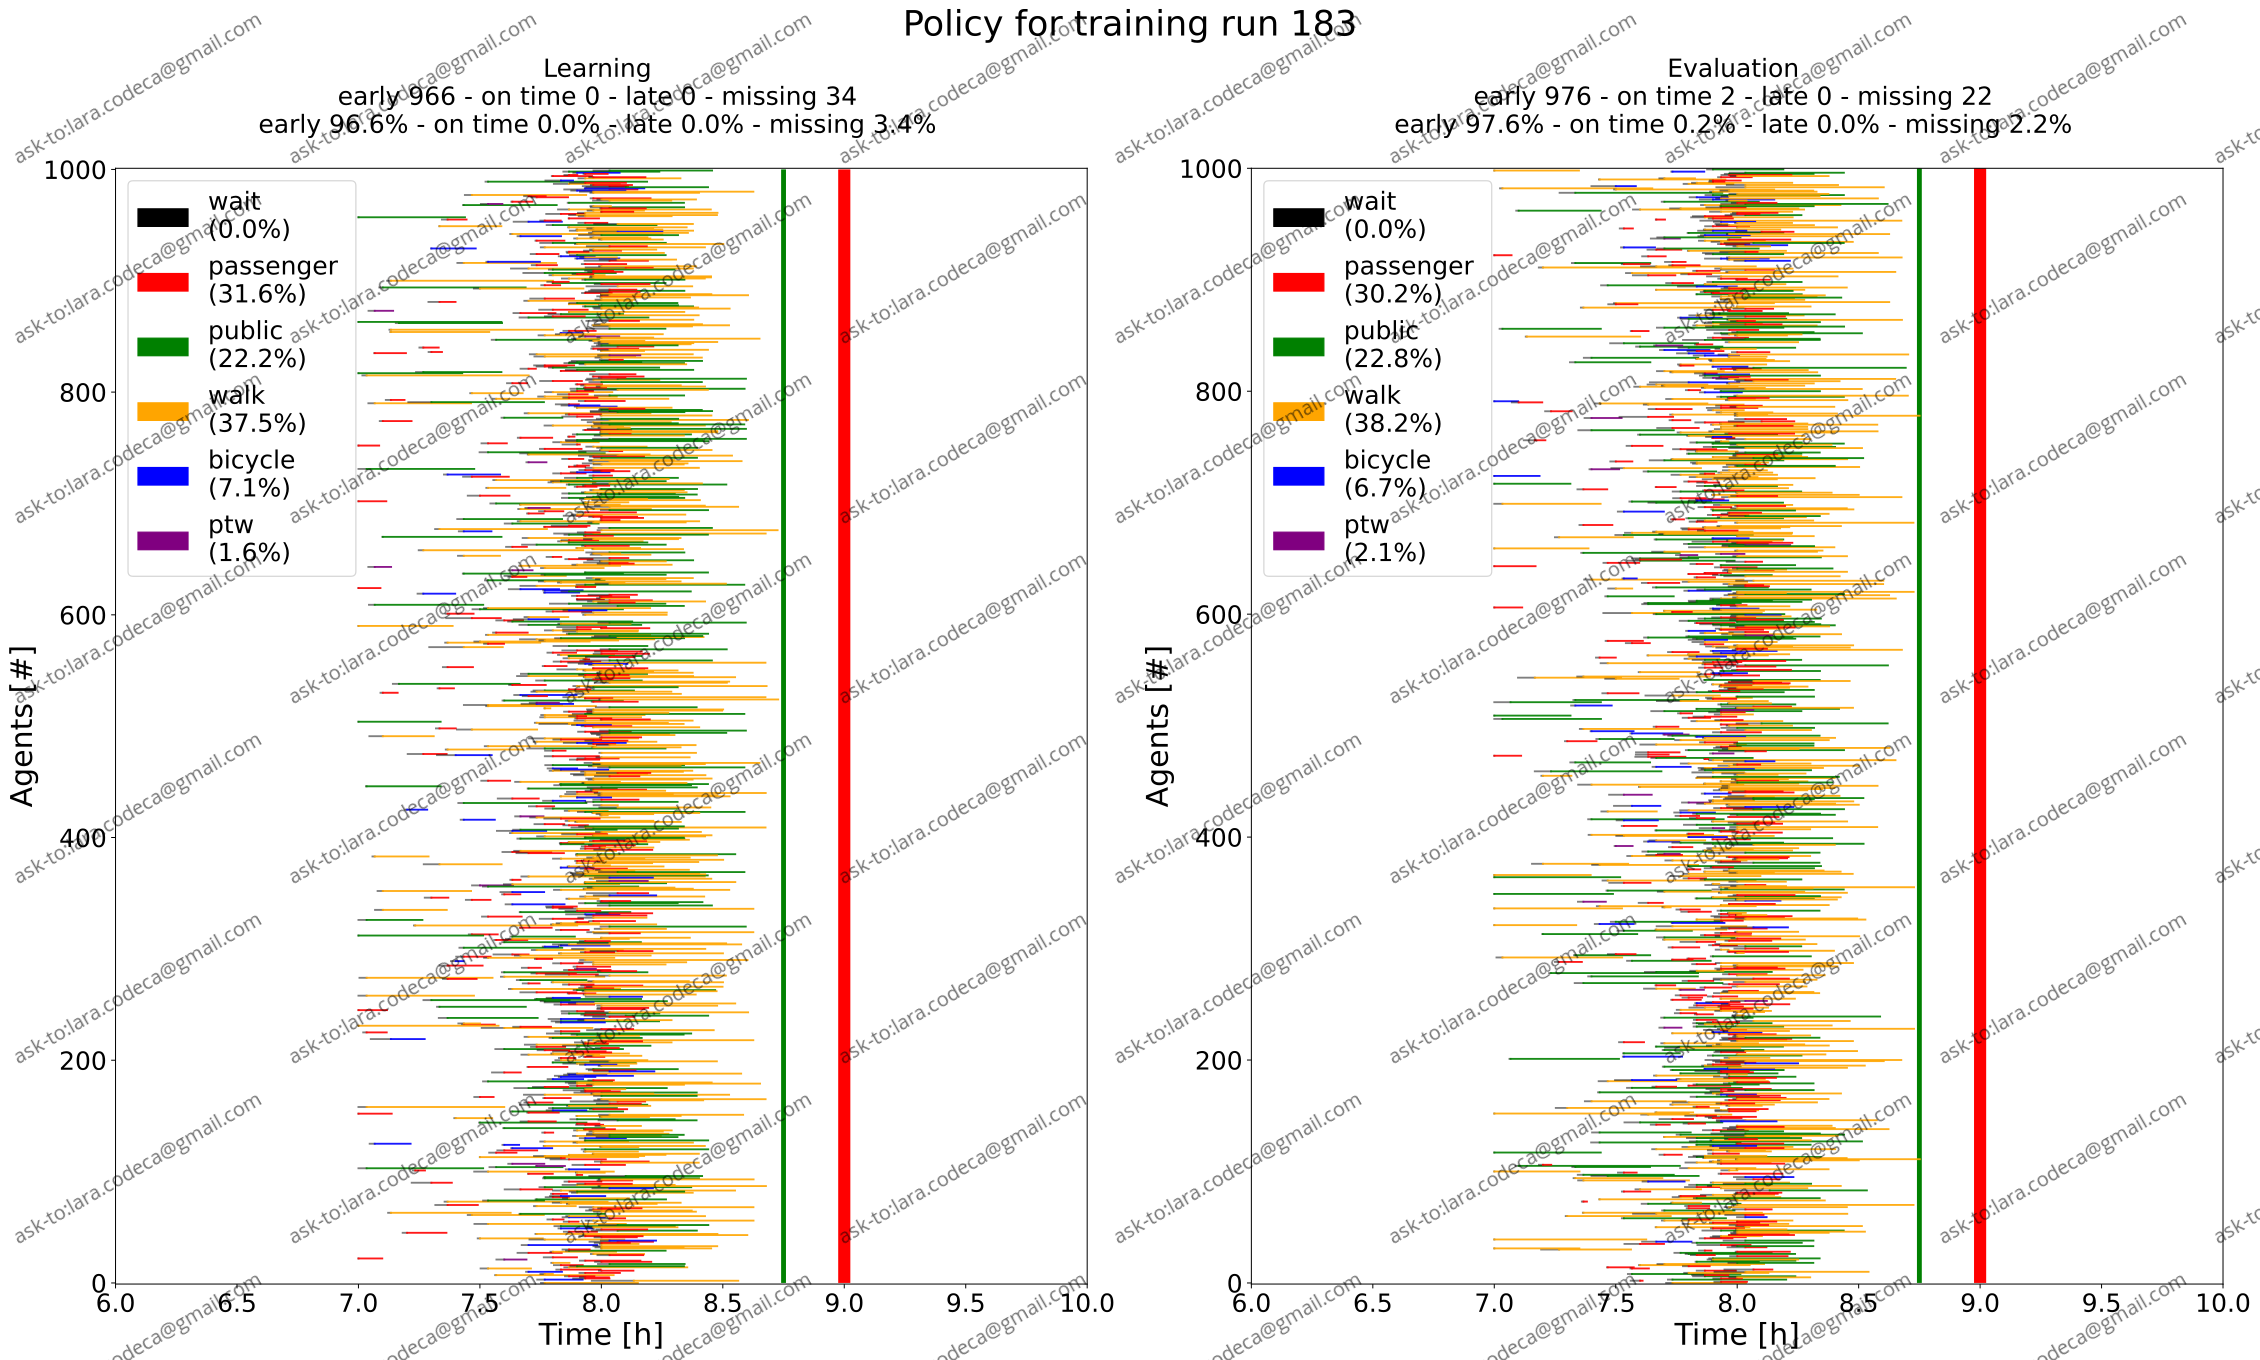 Policy for training run 183
Learning
early 966 - on time 0 - late 0 - missing 34
early 96.6% - on time 0.0% - late 0.0% - missing 3.4%
1000
800
600
400
200
0
Agents [#]
wait
(0.0%)
passenger
(31.6%)
public
(22.2%)
walk
(37.5%)
bicycle
(7.1%)
ptw
(1.6%)
6.0 6.5 7.0 7.5 8.0 8.5 9.0 9.5 10.0
Time [h]
Evaluation
early 976 - on time 2 - late 0 - missing 22
early 97.6% - on time 0.2% - late 0.0% - missing 2.2%
1000
800
600
400
200
0
Agents [#]
wait
(0.0%)
passenger
(30.2%)
public
(22.8%)
walk
(38.2%)
bicycle
(6.7%)
ptw
(2.1%)
6.0 6.5 7.0 7.5 8.0 8.5 9.0 9.5 10.0
Time [h]
ask-to:lara.codeca@gmail.com